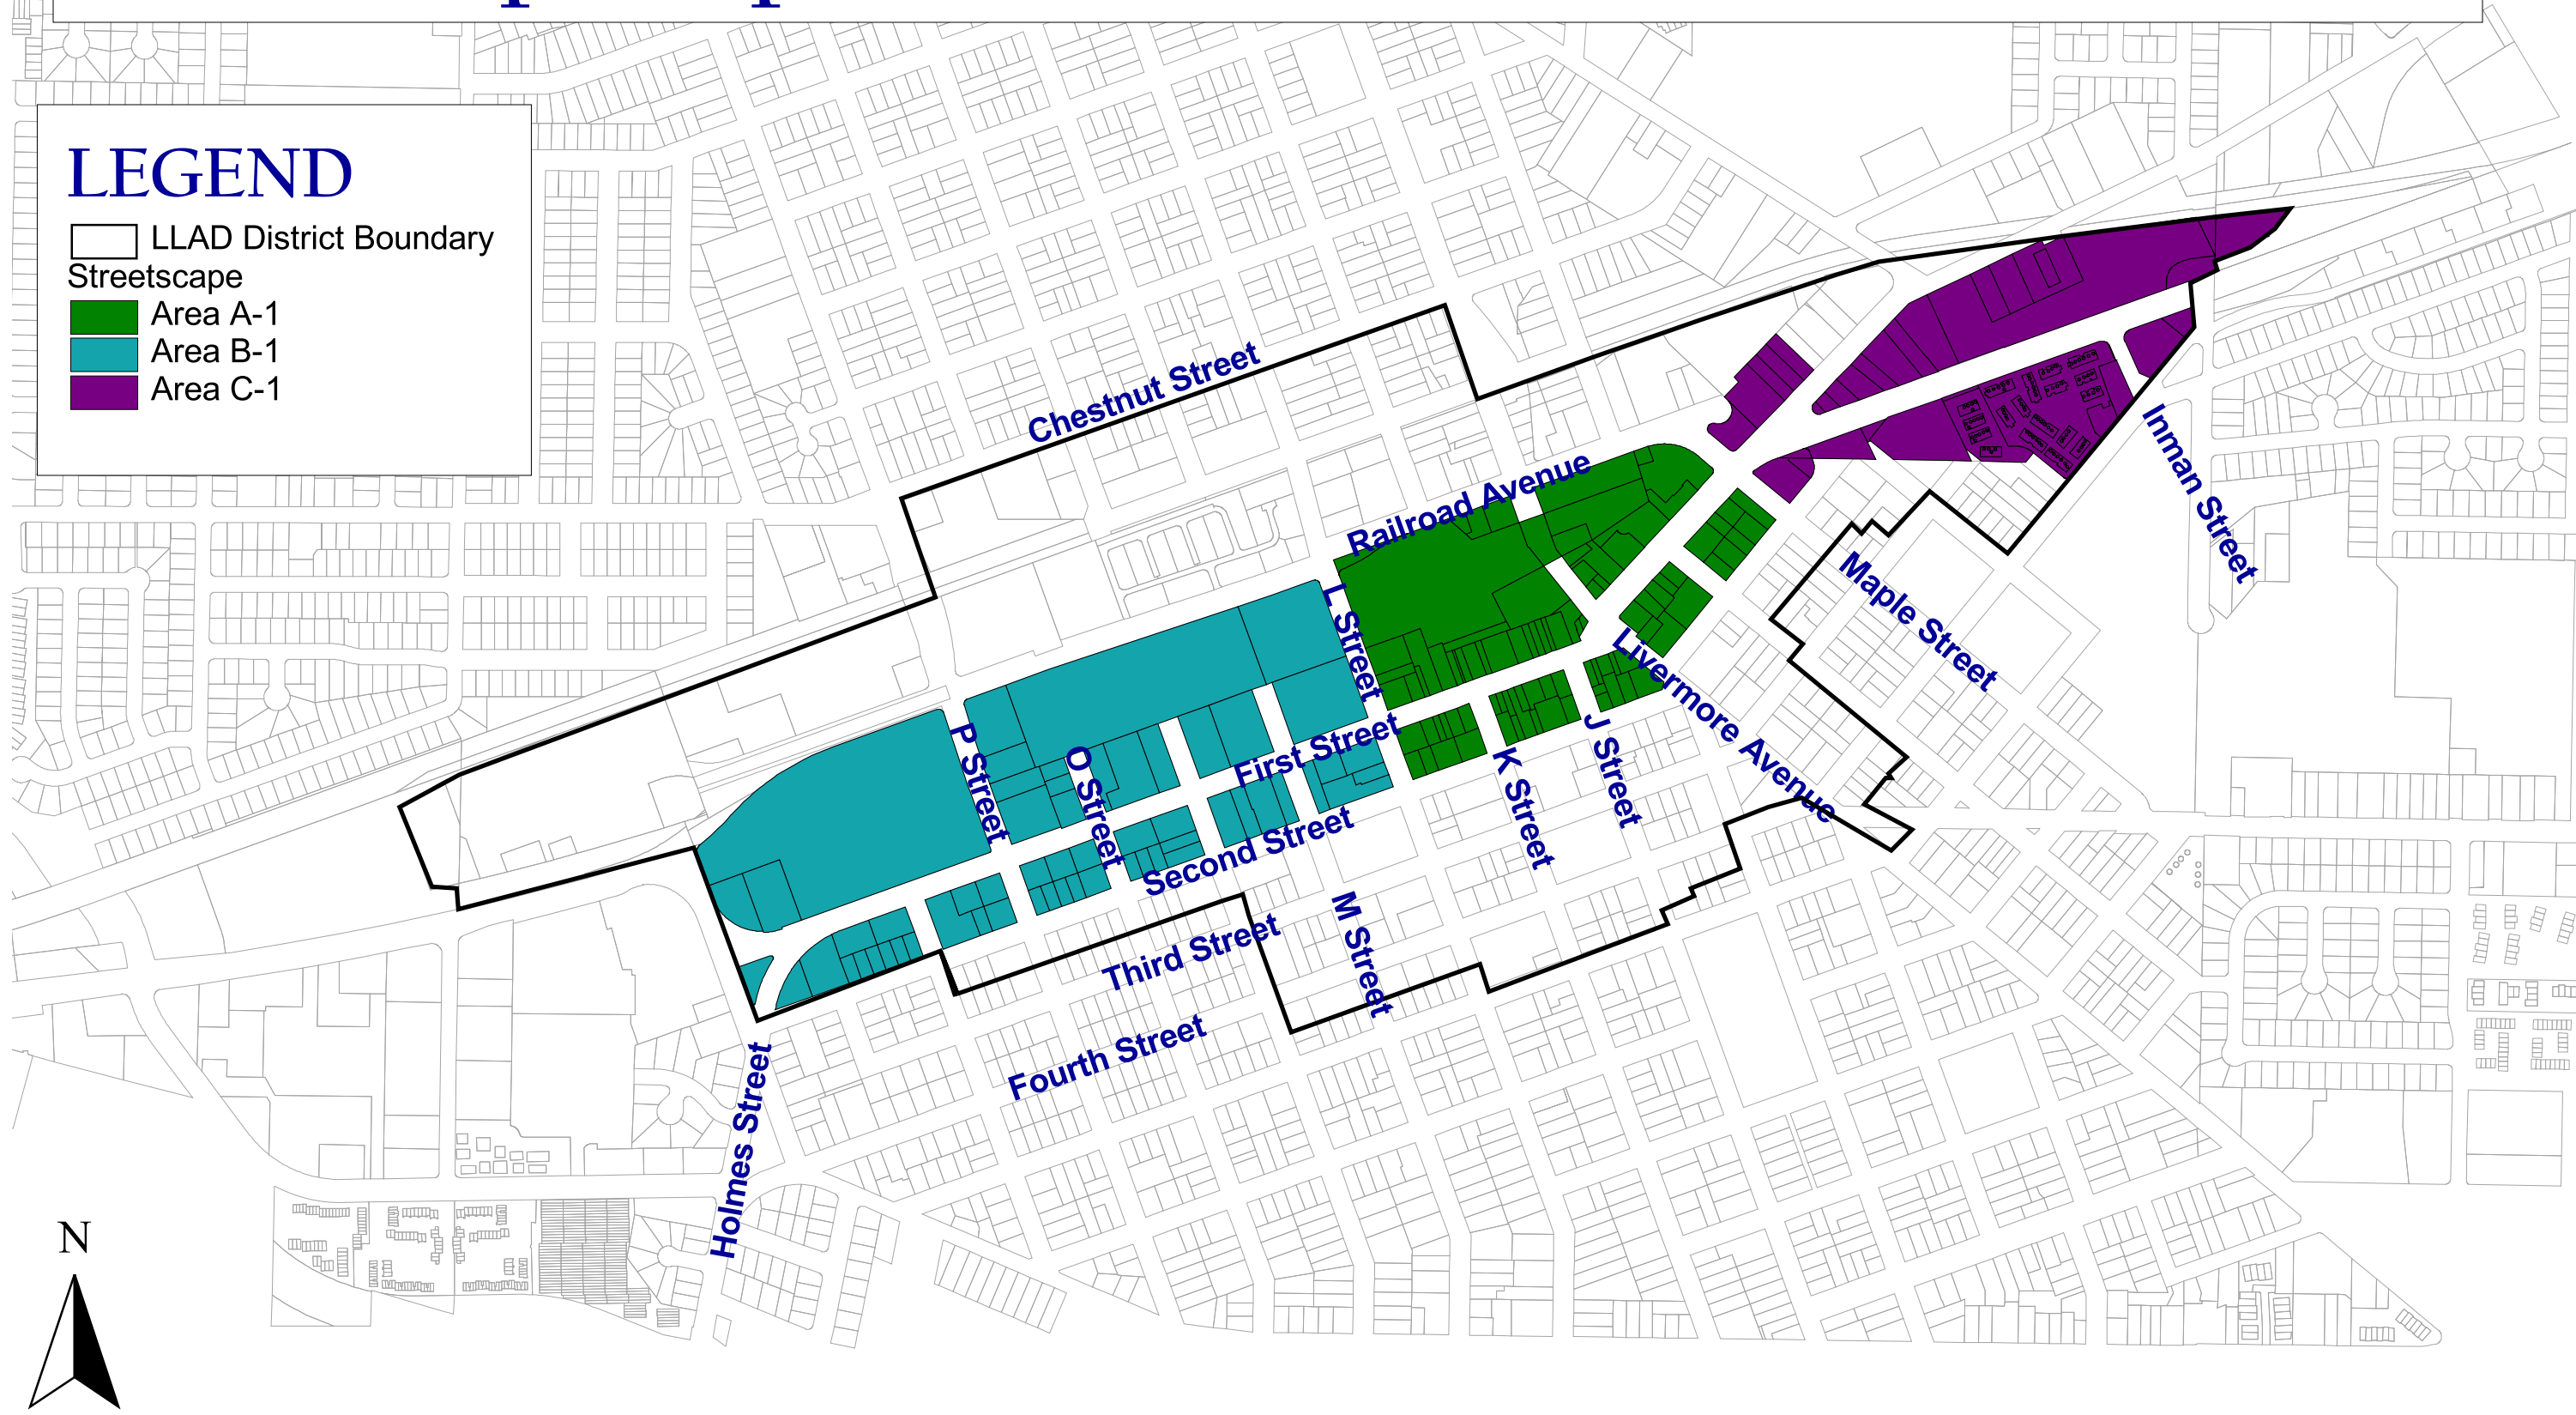 LEGEND
LLAD District Boundary
Streetscape
Area A-1
Area B-1
Area C-1
Chestnut Street
Railroad Avenue
Inman Street
Maple Street
L Street
Livermore Avenue
P Street
O Street
First Street
J Street
K Street
Second Street
M Street
Third Street
Fourth Street
Holmes Street
N